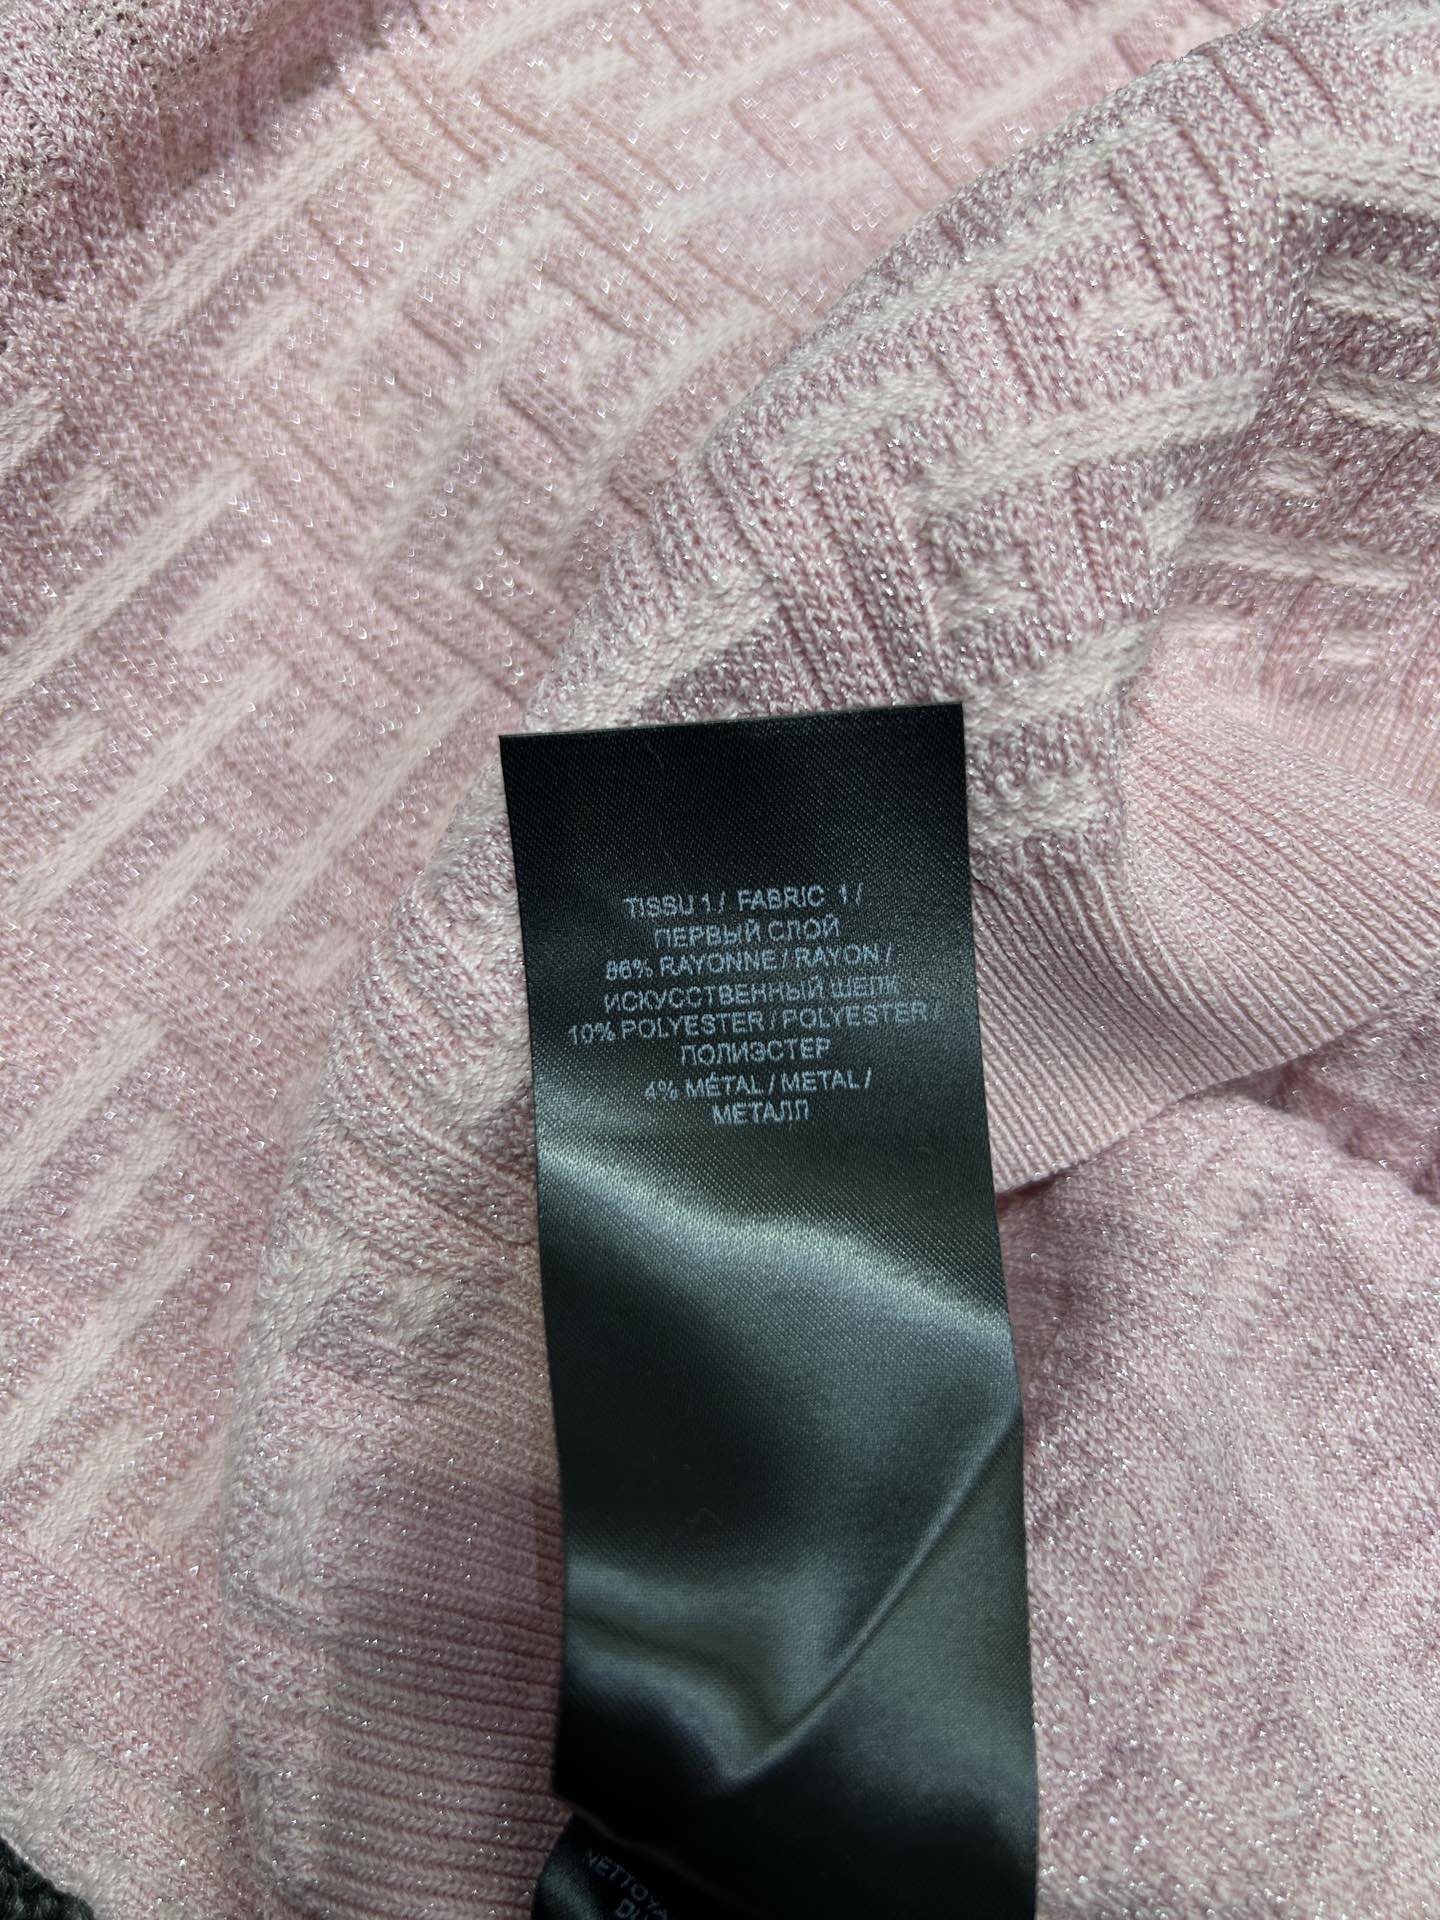 TISSU 1 / FABRIC 1 /
ПЕРВЫЙ СЛОЙ
86% RAYONNE / RAYON /
ИСКУССТВЕННЫЙ ШЕЛК
10% POLYESTER / POLYESTER /
ПОЛИЭСТЕР
4% MÉTAL / METAL /
МЕТАЛЛ
NETTOYA